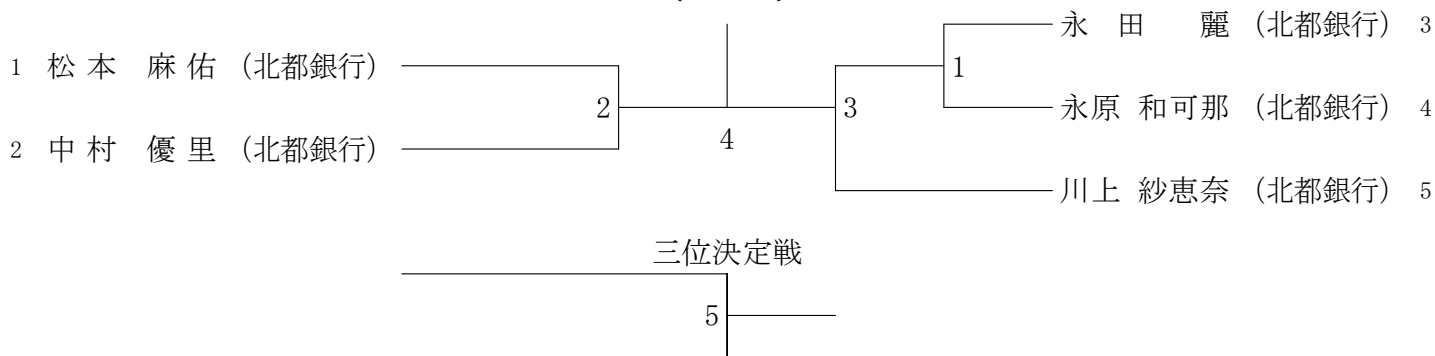 1 松本 麻佑 (北都銀行)
2 中村 優里 (北都銀行)
2
4
3
1
永田 麗 (北都銀行) 3
永原 和可那 (北都銀行) 4
川上 紗恵奈 (北都銀行) 5
三位決定戦
5